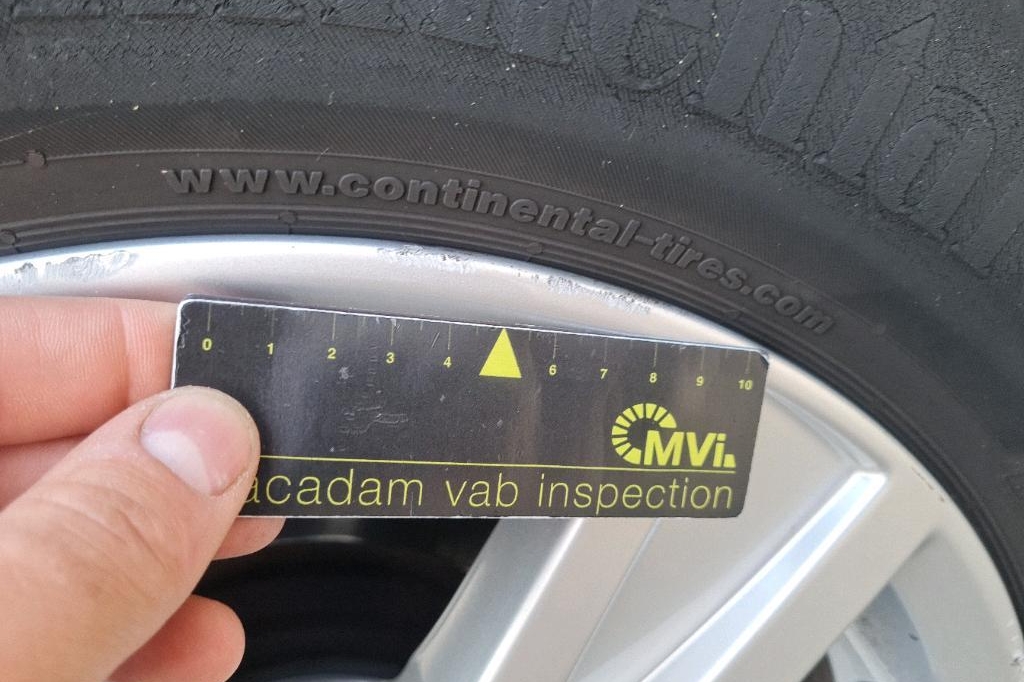 www.continental-tires.com
0 1 2 3 4 6 7 8 9 10
MVi
acadam vab inspection